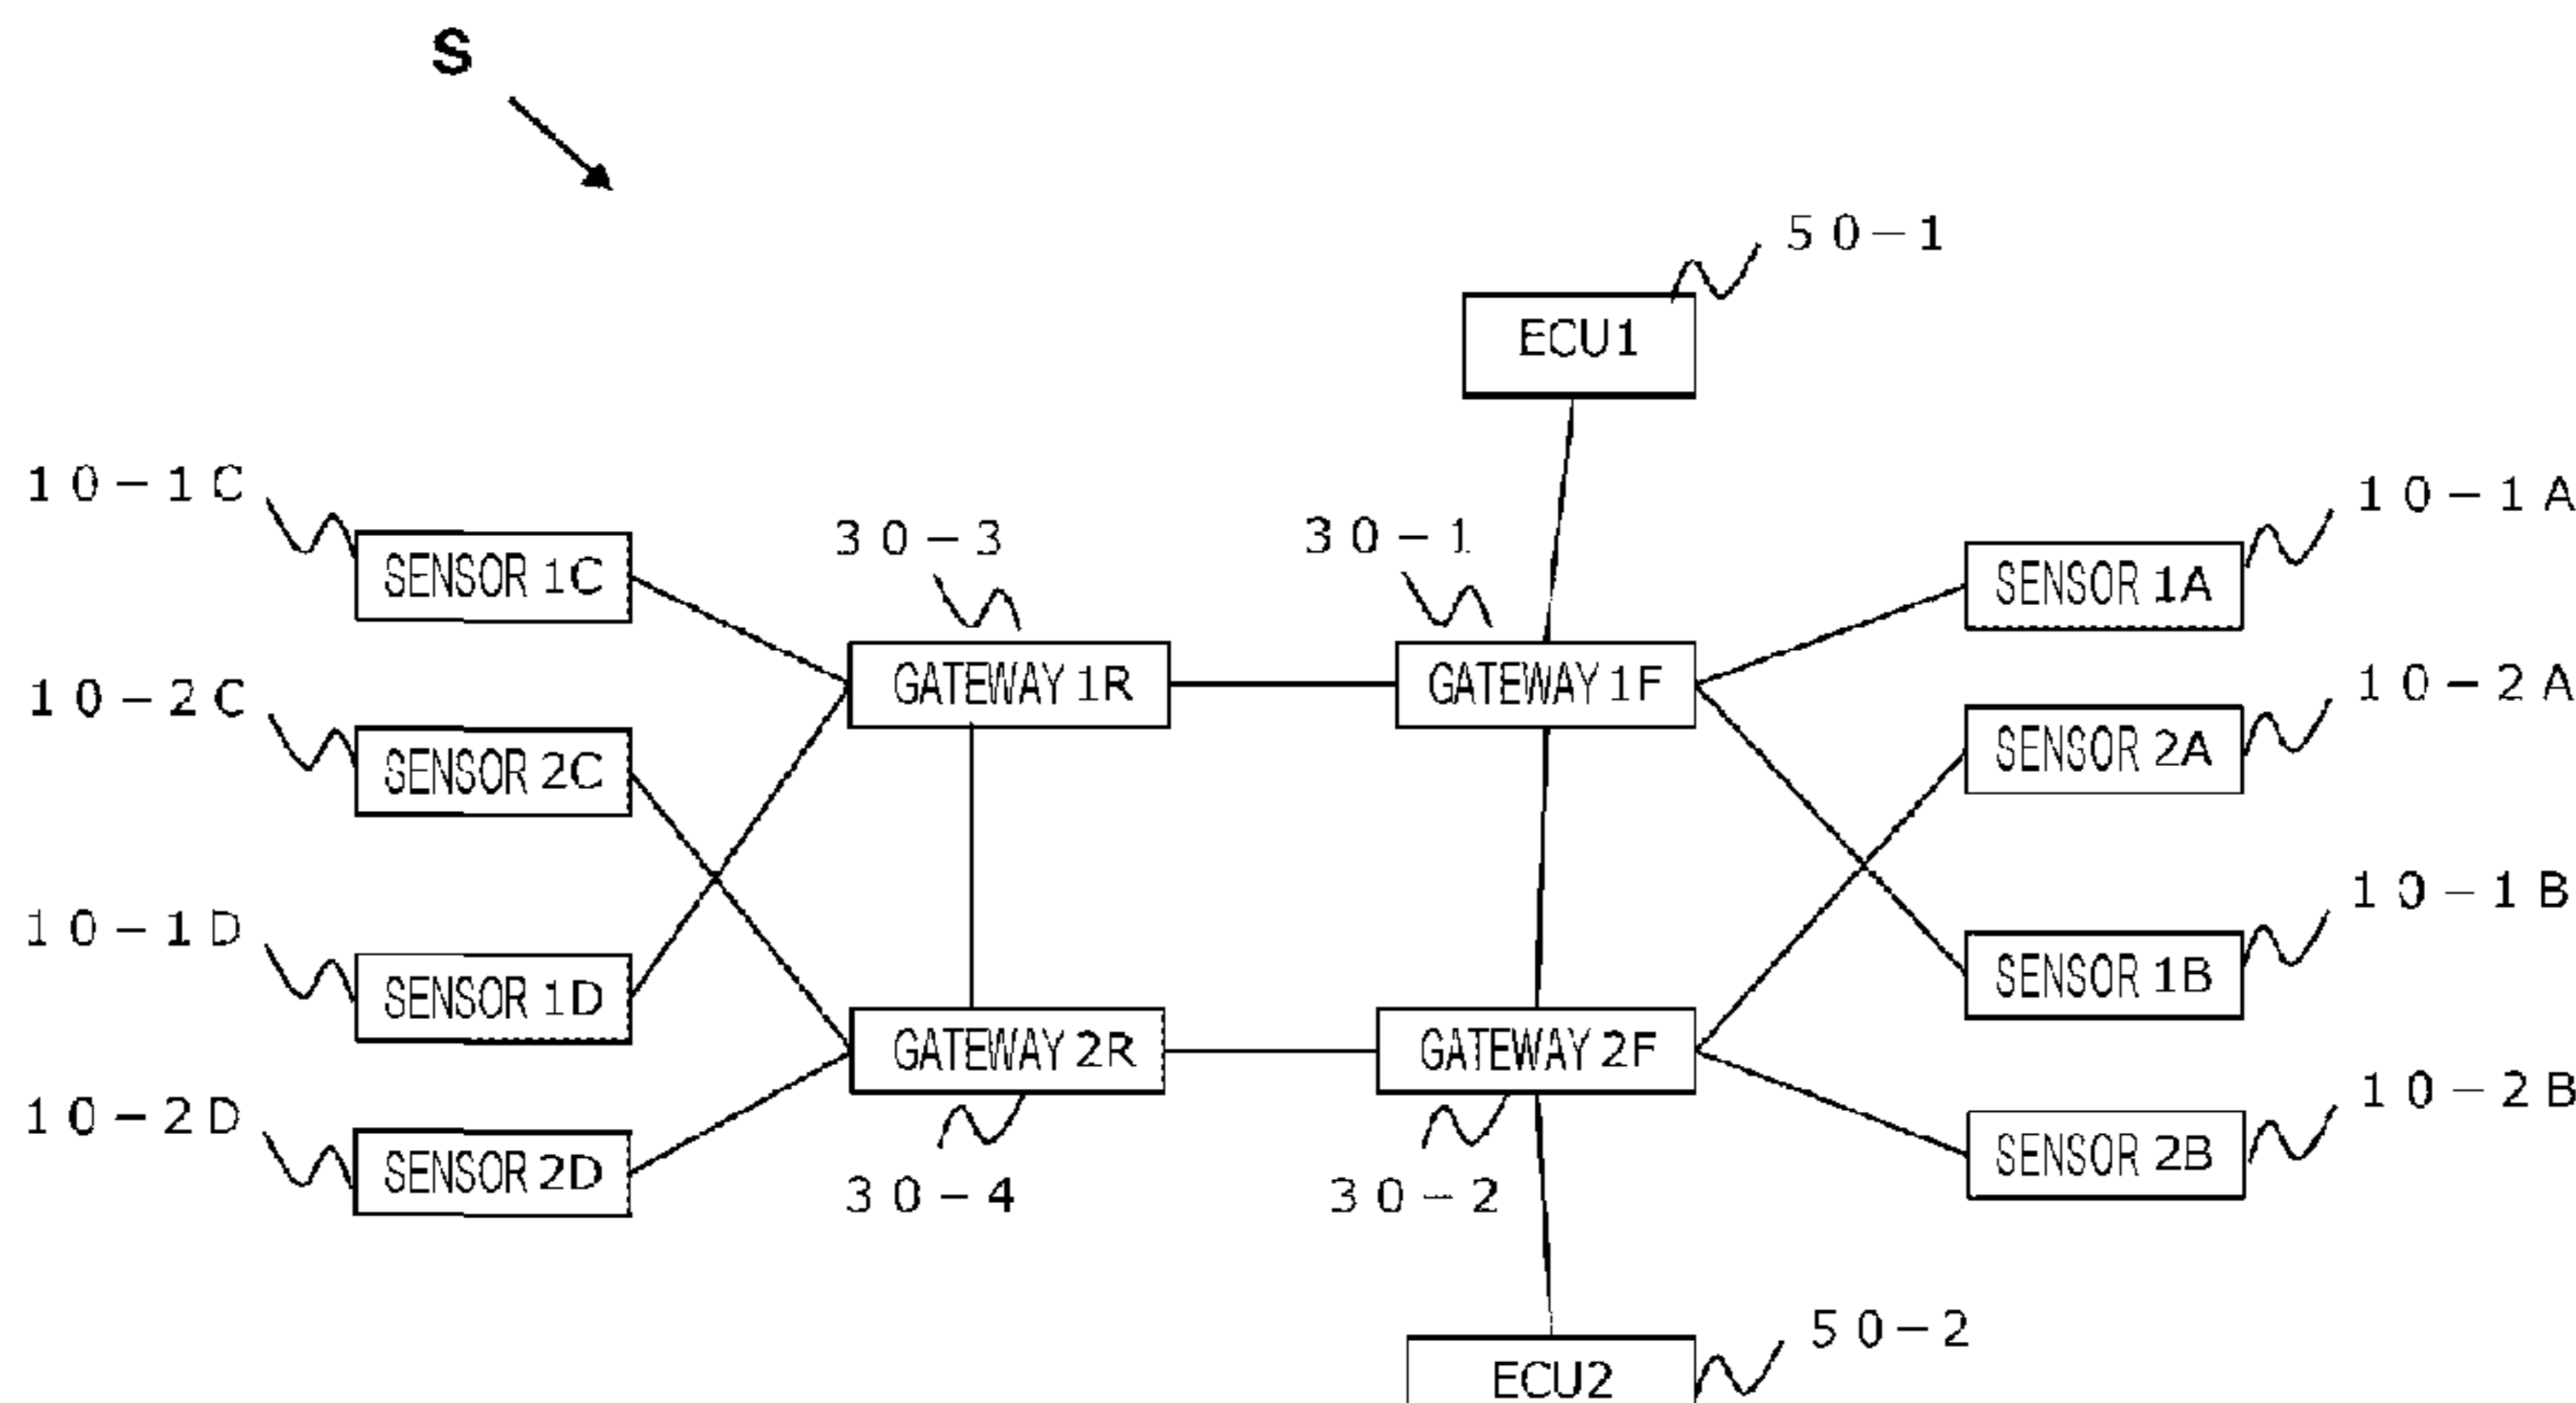 S
50-1
ECU1
10-1C
SENSOR 1C
30-3
30-1
10-1A
SENSOR 1A
GATEWAY 1R
GATEWAY 1F
10-2C
SENSOR 2C
10-2A
SENSOR 2A
10-1D
SENSOR 1D
10-1B
SENSOR 1B
GATEWAY 2R
GATEWAY 2F
10-2D
SENSOR 2D
30-4
30-2
10-2B
SENSOR 2B
50-2
ECU2